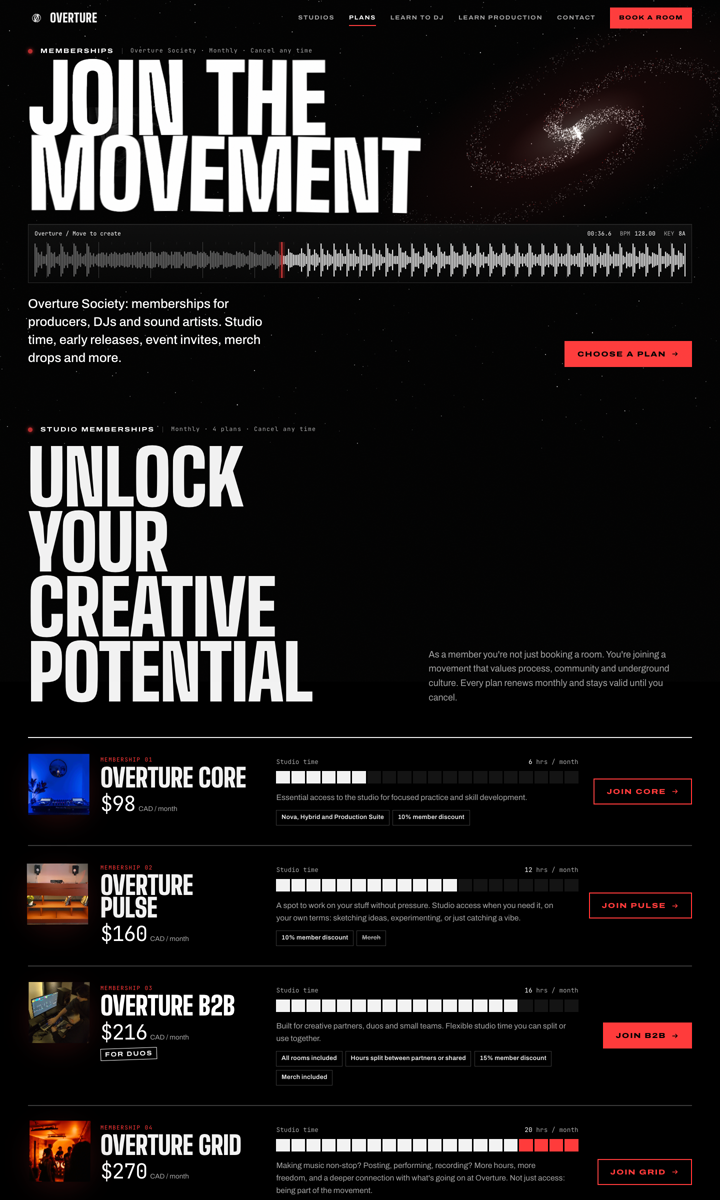 OVERTURE
STUDIOS PLANS LEARN TO DJ LEARN PRODUCTION CONTACT BOOK A ROOM
MEMBERSHIPS | Overture Society · Monthly · Cancel any time
JOIN THE
MOVEMENT
Overture / Move to create 00:36.6 BPM 128.00 KEY 8A
Overture Society: memberships for
producers, DJs and sound artists. Studio
time, early releases, event invites, merch
drops and more.
CHOOSE A PLAN →
STUDIO MEMBERSHIPS | Monthly · 4 plans · Cancel any time
UNLOCK
YOUR
CREATIVE
POTENTIAL
As a member you're not just booking a room. You're joining a
movement that values process, community and underground
culture. Every plan renews monthly and stays valid until you
cancel.
MEMBERSHIP 01
OVERTURE CORE
$98 CAD / month
Studio time 6 hrs / month
Essential access to the studio for focused practice and skill development.
Nova, Hybrid and Production Suite 10% member discount
JOIN CORE →
MEMBERSHIP 02
OVERTURE
PULSE
$160 CAD / month
Studio time 12 hrs / month
A spot to work on your stuff without pressure. Studio access when you need it, on
your own terms: sketching ideas, experimenting, or just catching a vibe.
10% member discount Merch
JOIN PULSE →
MEMBERSHIP 03
OVERTURE B2B
$216 CAD / month
FOR DUOS
Studio time 16 hrs / month
Built for creative partners, duos and small teams. Flexible studio time you can split or
use together.
All rooms included Hours split between partners or shared 15% member discount
Merch included
JOIN B2B →
MEMBERSHIP 04
OVERTURE GRID
$270 CAD / month
Studio time 20 hrs / month
Making music non-stop? Posting, performing, recording? More hours, more
freedom, and a deeper connection with what's going on at Overture. Not just access:
being part of the movement.
JOIN GRID →